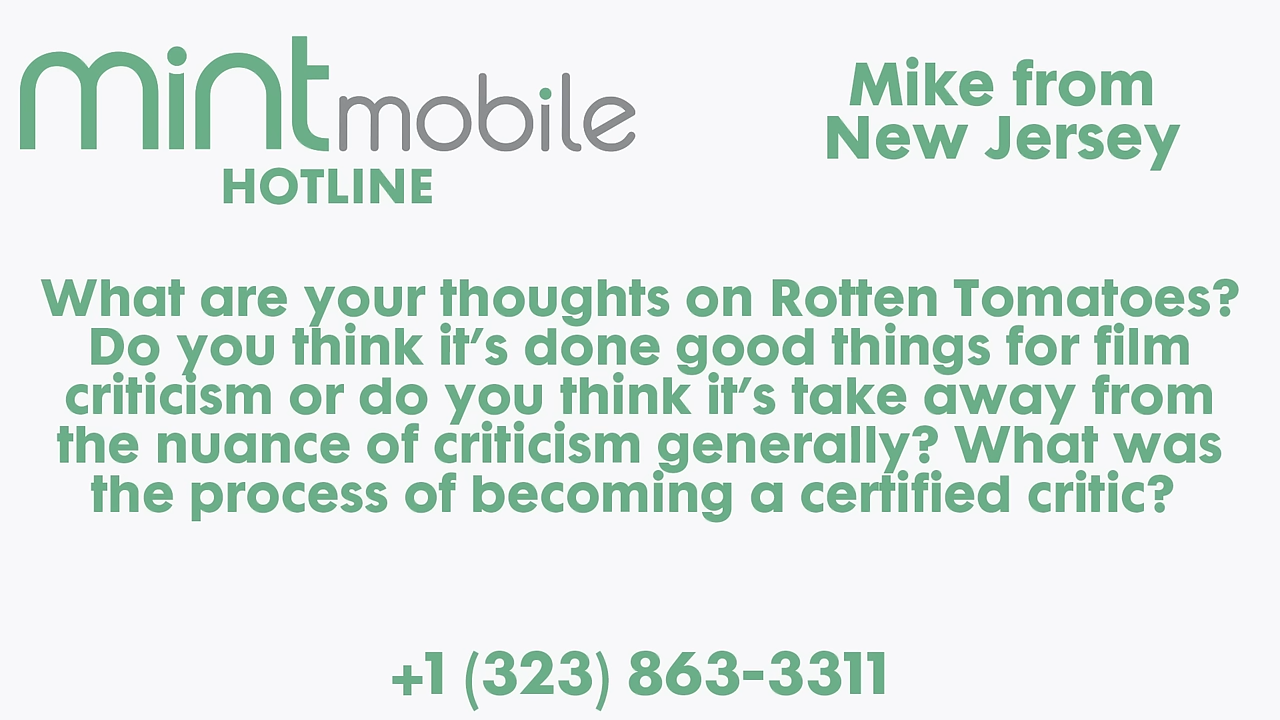 mint mobile
HOTLINE
Mike from
New Jersey
What are your thoughts on Rotten Tomatoes?
Do you think it’s done good things for film
criticism or do you think it’s take away from
the nuance of criticism generally? What was
the process of becoming a certified critic?
+1 (323) 863-3311